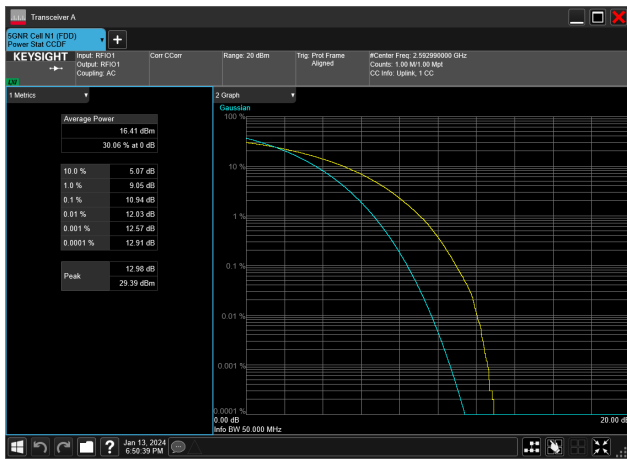 Transceiver A
5GNR Cell N1 (FDD)
Power Stat CCDF
KEYSIGHT
Input: RFIO1
Output: RFIO1
Coupling: AC
Corr CCorr
Range: 20 dBm
Trig: Prot Frame
Aligned
#Center Freq: 2.592990000 GHz
Counts: 1.00 M/1.00 Mpt
CC Info: Uplink, 1 CC
1 Metrics
Average Power
16.41 dBm
30.06 % at 0 dB
10.0 % 5.07 dB
1.0 % 9.05 dB
0.1 % 10.94 dB
0.01 % 12.03 dB
0.001 % 12.57 dB
0.0001 % 12.91 dB
Peak 12.98 dB
29.39 dBm
2 Graph
Gaussian
100 %
10 %
1 %
0.1 %
0.01 %
0.001 %
0.0001 %
0.00 dB
20.00 dB
Info BW 50.000 MHz
Jan 13, 2024
6:50:39 PM